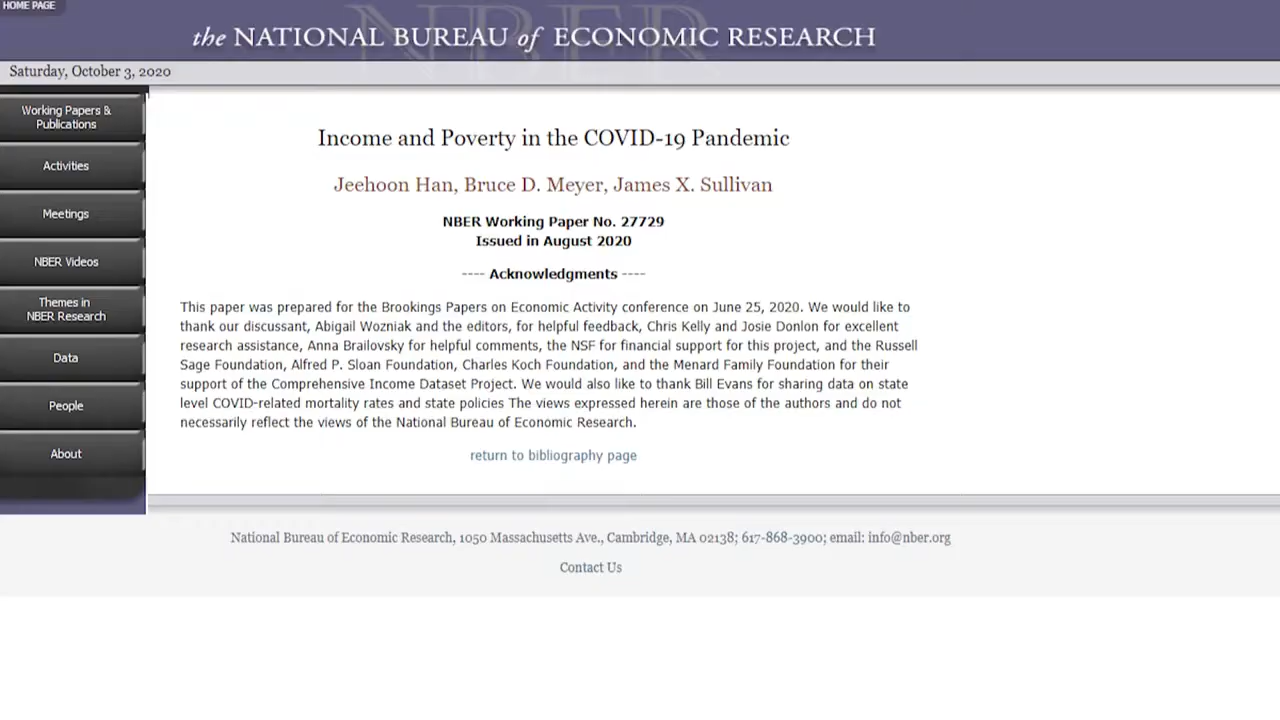 HOME PAGE
NBER
the NATIONAL BUREAU of ECONOMIC RESEARCH
Saturday, October 3, 2020
Working Papers &
Publications
Activities
Meetings
NBER Videos
Themes in
NBER Research
Data
People
About
Income and Poverty in the COVID-19 Pandemic
Jeehoon Han, Bruce D. Meyer, James X. Sullivan
NBER Working Paper No. 27729
Issued in August 2020
---- Acknowledgments ----
This paper was prepared for the Brookings Papers on Economic Activity conference on June 25, 2020. We would like to
thank our discussant, Abigail Wozniak and the editors, for helpful feedback, Chris Kelly and Josie Donlon for excellent
research assistance, Anna Brailovsky for helpful comments, the NSF for financial support for this project, and the Russell
Sage Foundation, Alfred P. Sloan Foundation, Charles Koch Foundation, and the Menard Family Foundation for their
support of the Comprehensive Income Dataset Project. We would also like to thank Bill Evans for sharing data on state
level COVID-related mortality rates and state policies The views expressed herein are those of the authors and do not
necessarily reflect the views of the National Bureau of Economic Research.
return to bibliography page
National Bureau of Economic Research, 1050 Massachusetts Ave., Cambridge, MA 02138; 617-868-3900; email: info@nber.org
Contact Us